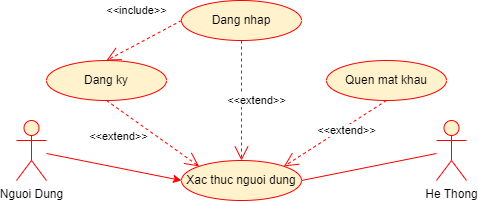 <<include>>
Dang nhap
Dang ky
Quen mat khau
<<extend>>
<<extend>>
<<extend>>
Xac thuc nguoi dung
Nguoi Dung
He Thong